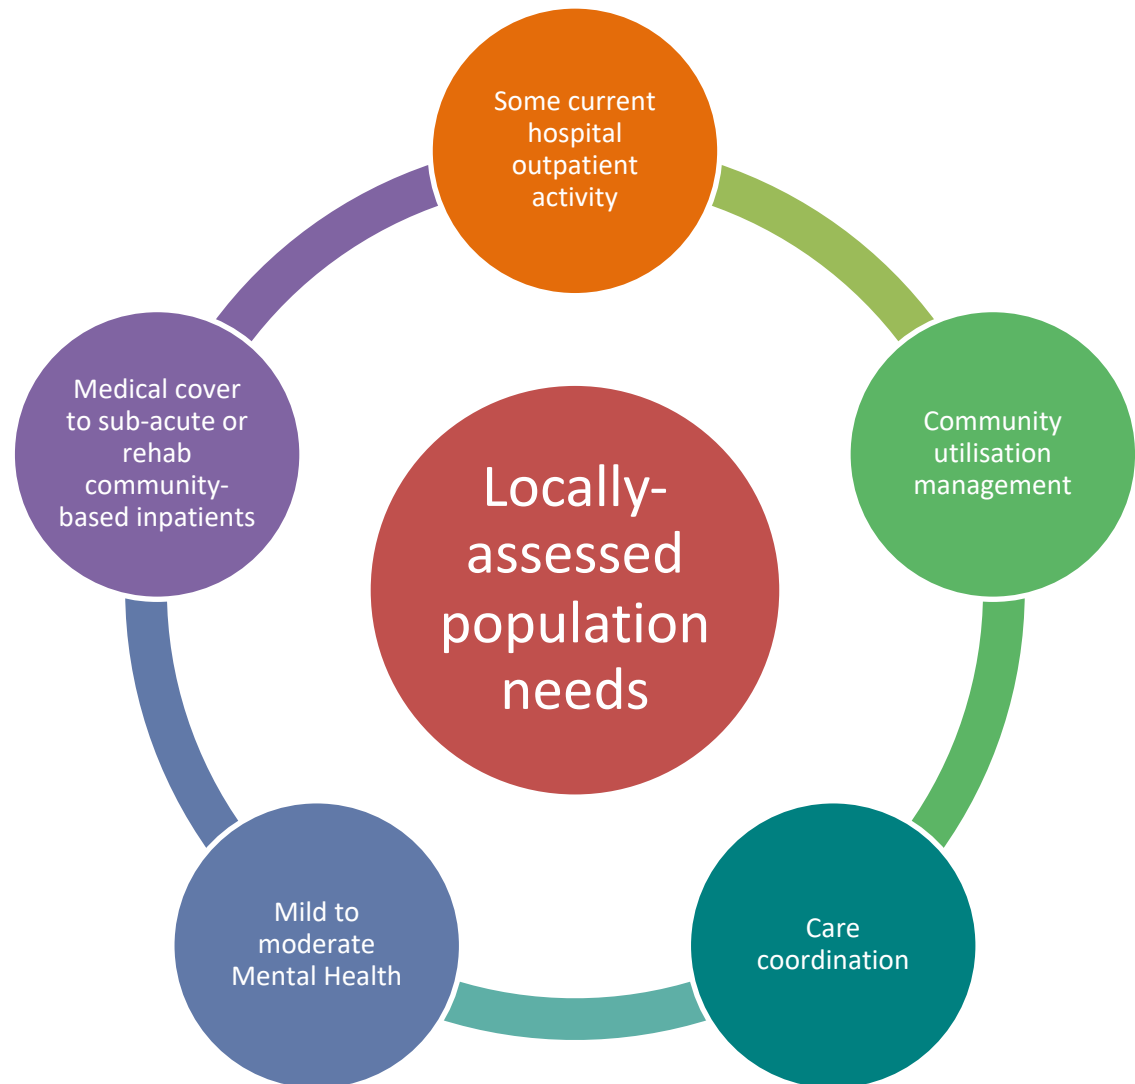 Some current
hospital
outpatient
activity
Medical cover
to sub-acute or
rehab
community-
based inpatients
Community
utilisation
management
Locally-
assessed
population
needs
Mild to
moderate
Mental Health
Care
coordination